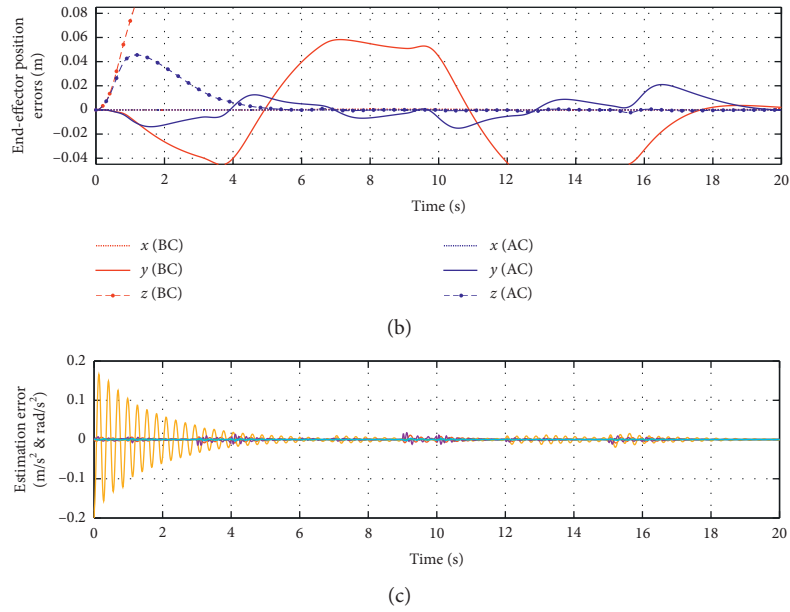 End-effector position
errors (m)
0.08
0.06
0.04
0.02
0
−0.02
−0.04
0 2 4 6 8 10 12 14 16 18 20
Time (s)
x (BC) x (AC)
y (BC) y (AC)
z (BC) z (AC)
(b)
Estimation error
(m/s² & rad/s²)
0.2
0.1
0
−0.1
−0.2
0 2 4 6 8 10 12 14 16 18 20
Time (s)
(c)